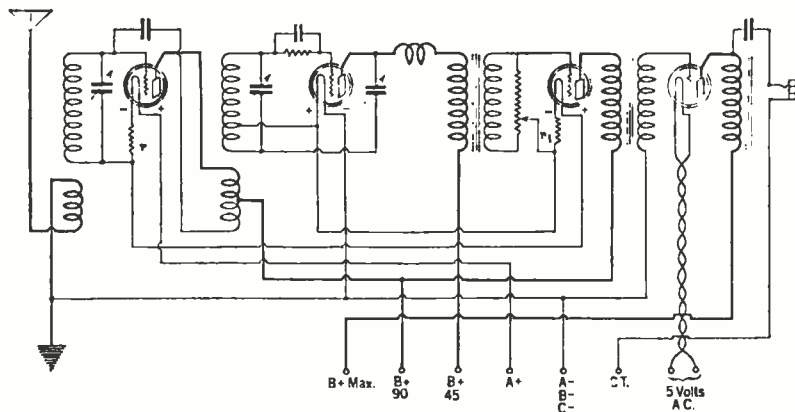 B+ Max.
B+
90
B+
45
A+
A-
B-
C-
C.T.
5 Volts
A.C.